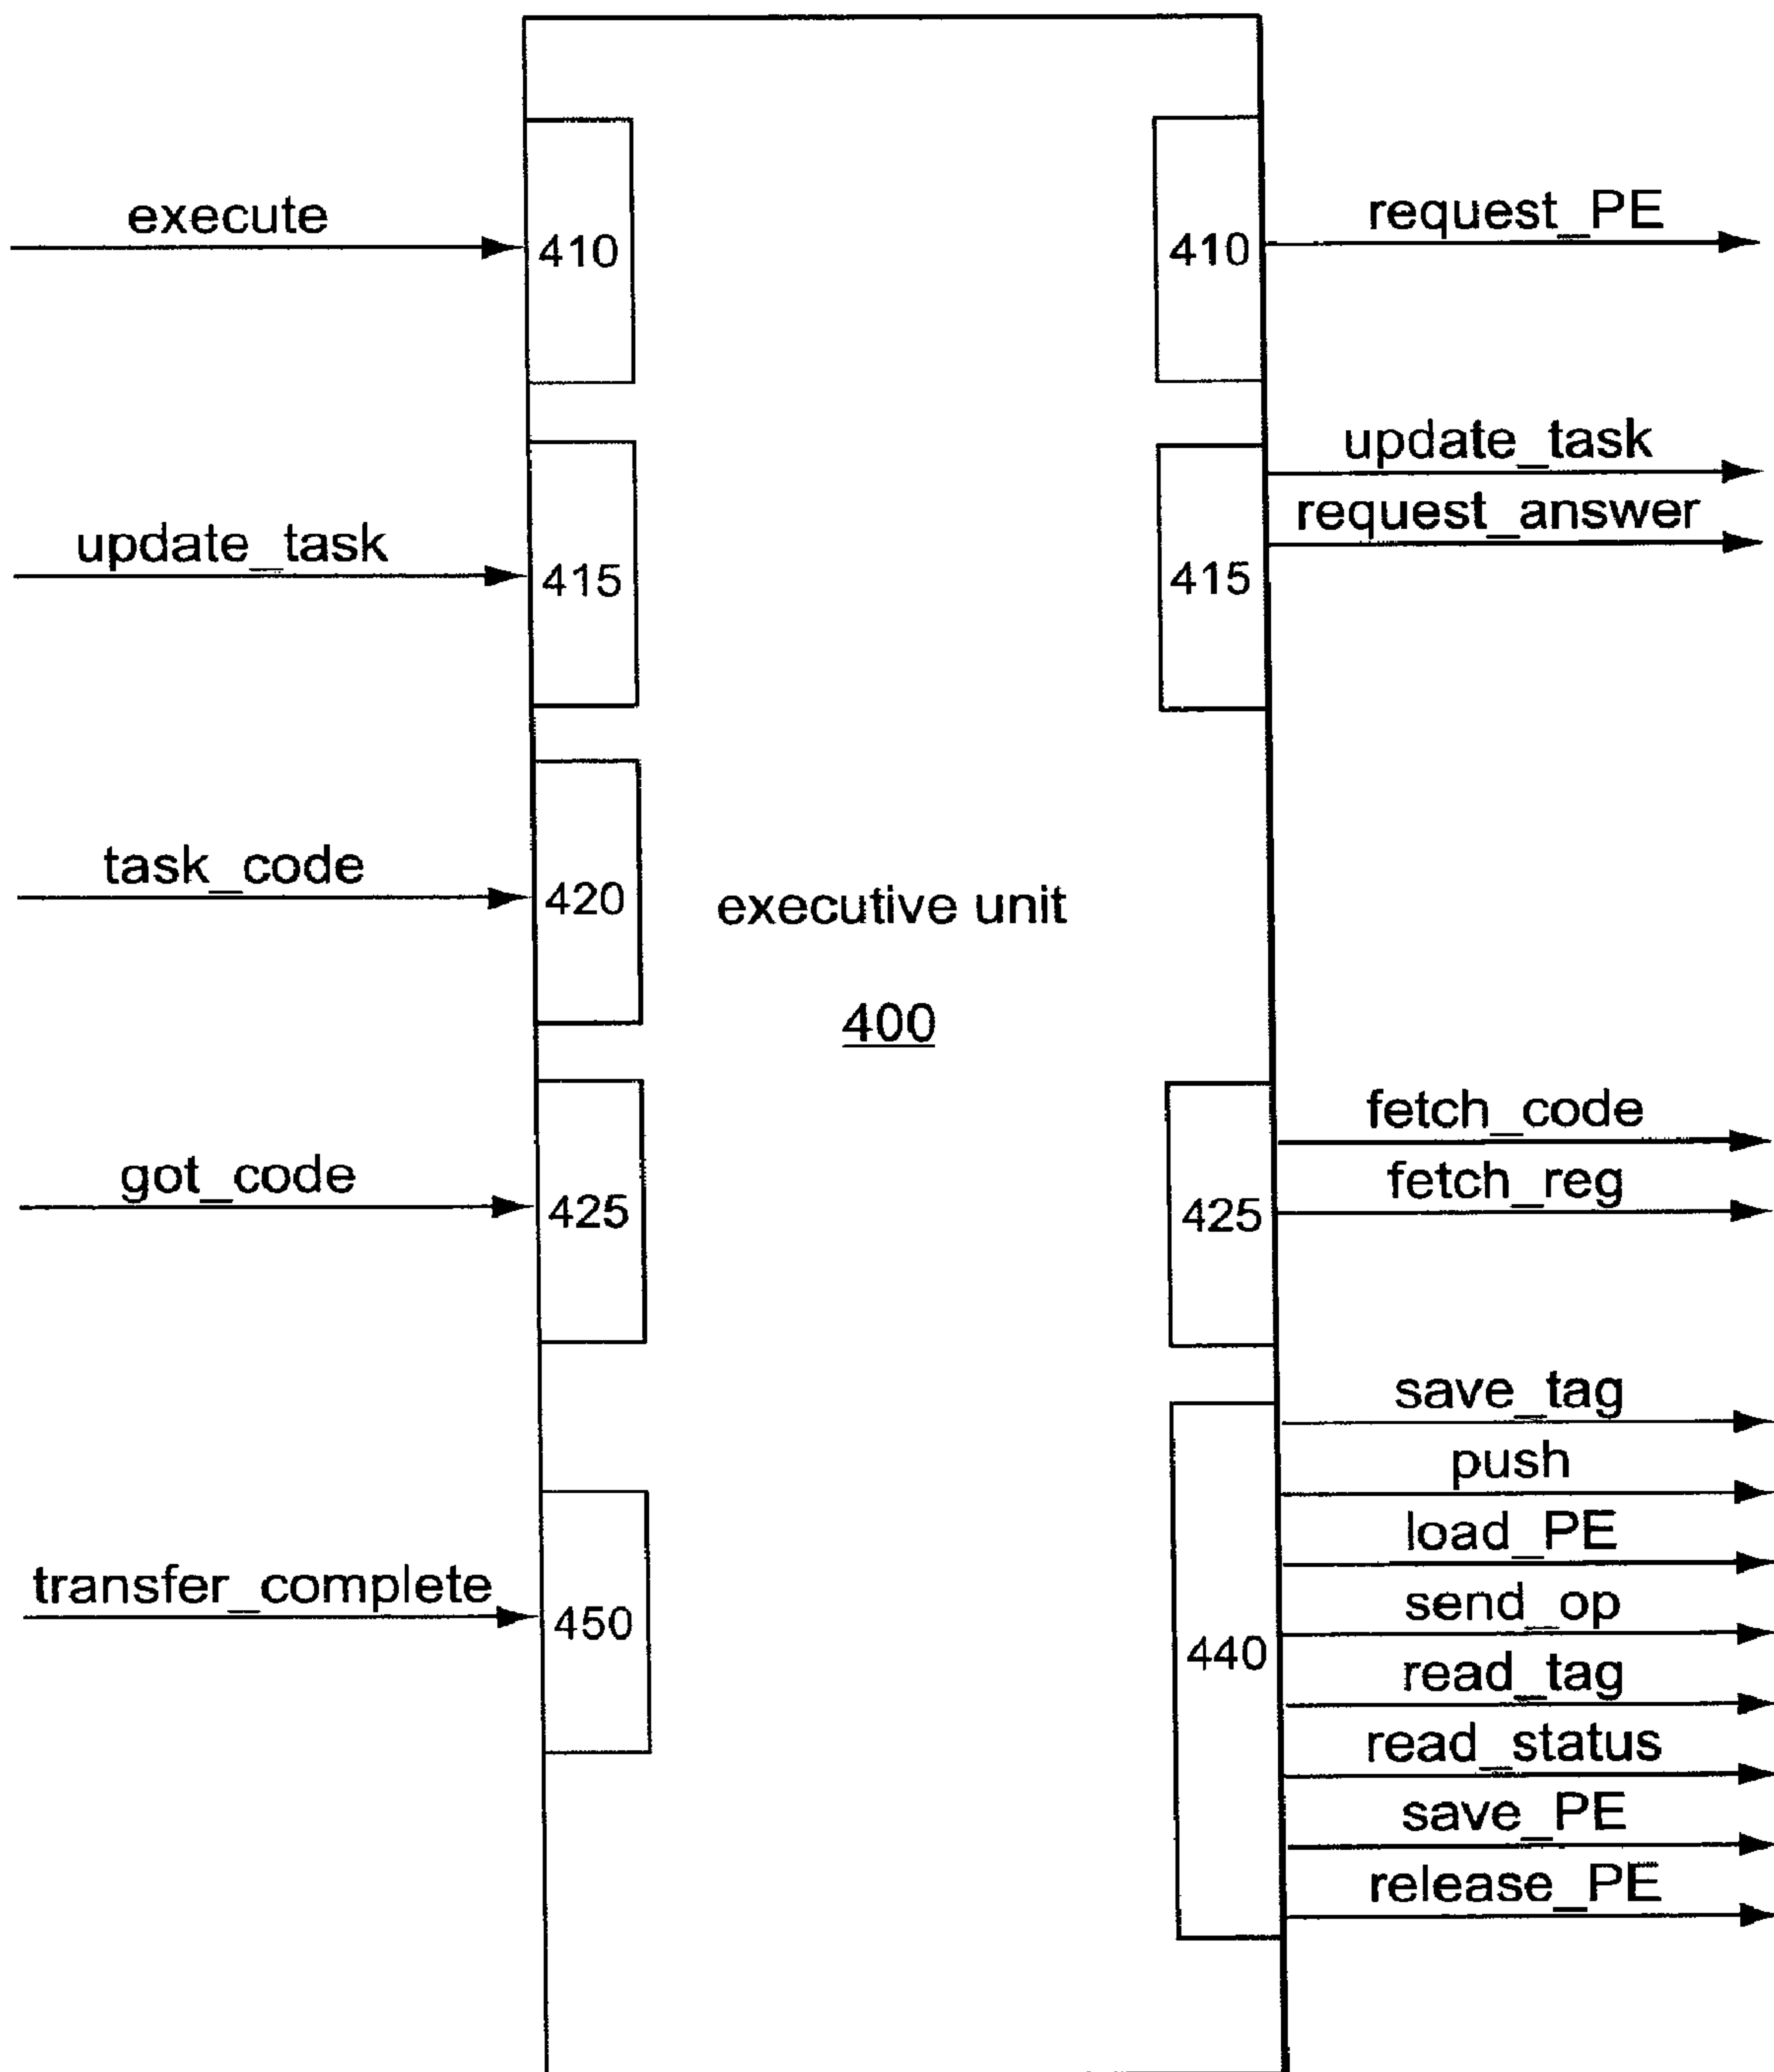 execute
410
410
request_PE
update_task
request_answer
update_task
415
415
task_code
420
executive unit
400
fetch_code
got_code
425
425
fetch_reg
save_tag
push
load_PE
transfer_complete
450
send_op
440
read_tag
read_status
save_PE
release_PE